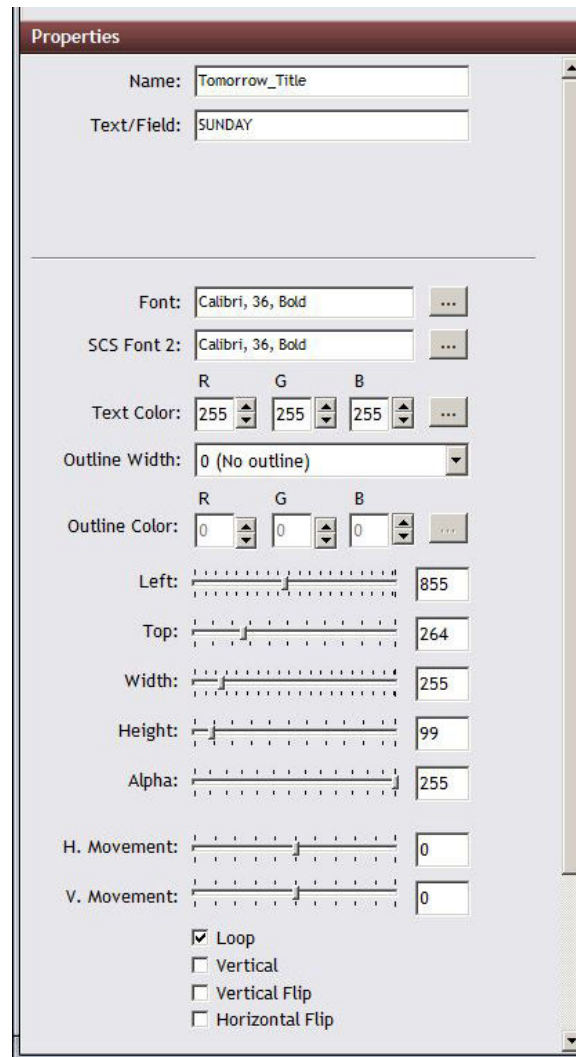 Properties
Name: Tomorrow_Title
Text/Field: SUNDAY
Font: Calibri, 36, Bold ...
SCS Font 2: Calibri, 36, Bold ...
R G B
Text Color: 255 255 255 ...
Outline Width: 0 (No outline)
R G B
Outline Color: 0 0 0 ...
Left: 855
Top: 264
Width: 255
Height: 99
Alpha: 255
H. Movement: 0
V. Movement: 0
Loop
Vertical
Vertical Flip
Horizontal Flip